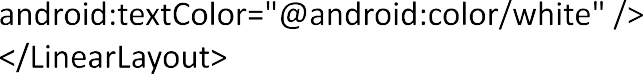 android:textColor="@android:color/white" />
</LinearLayout>